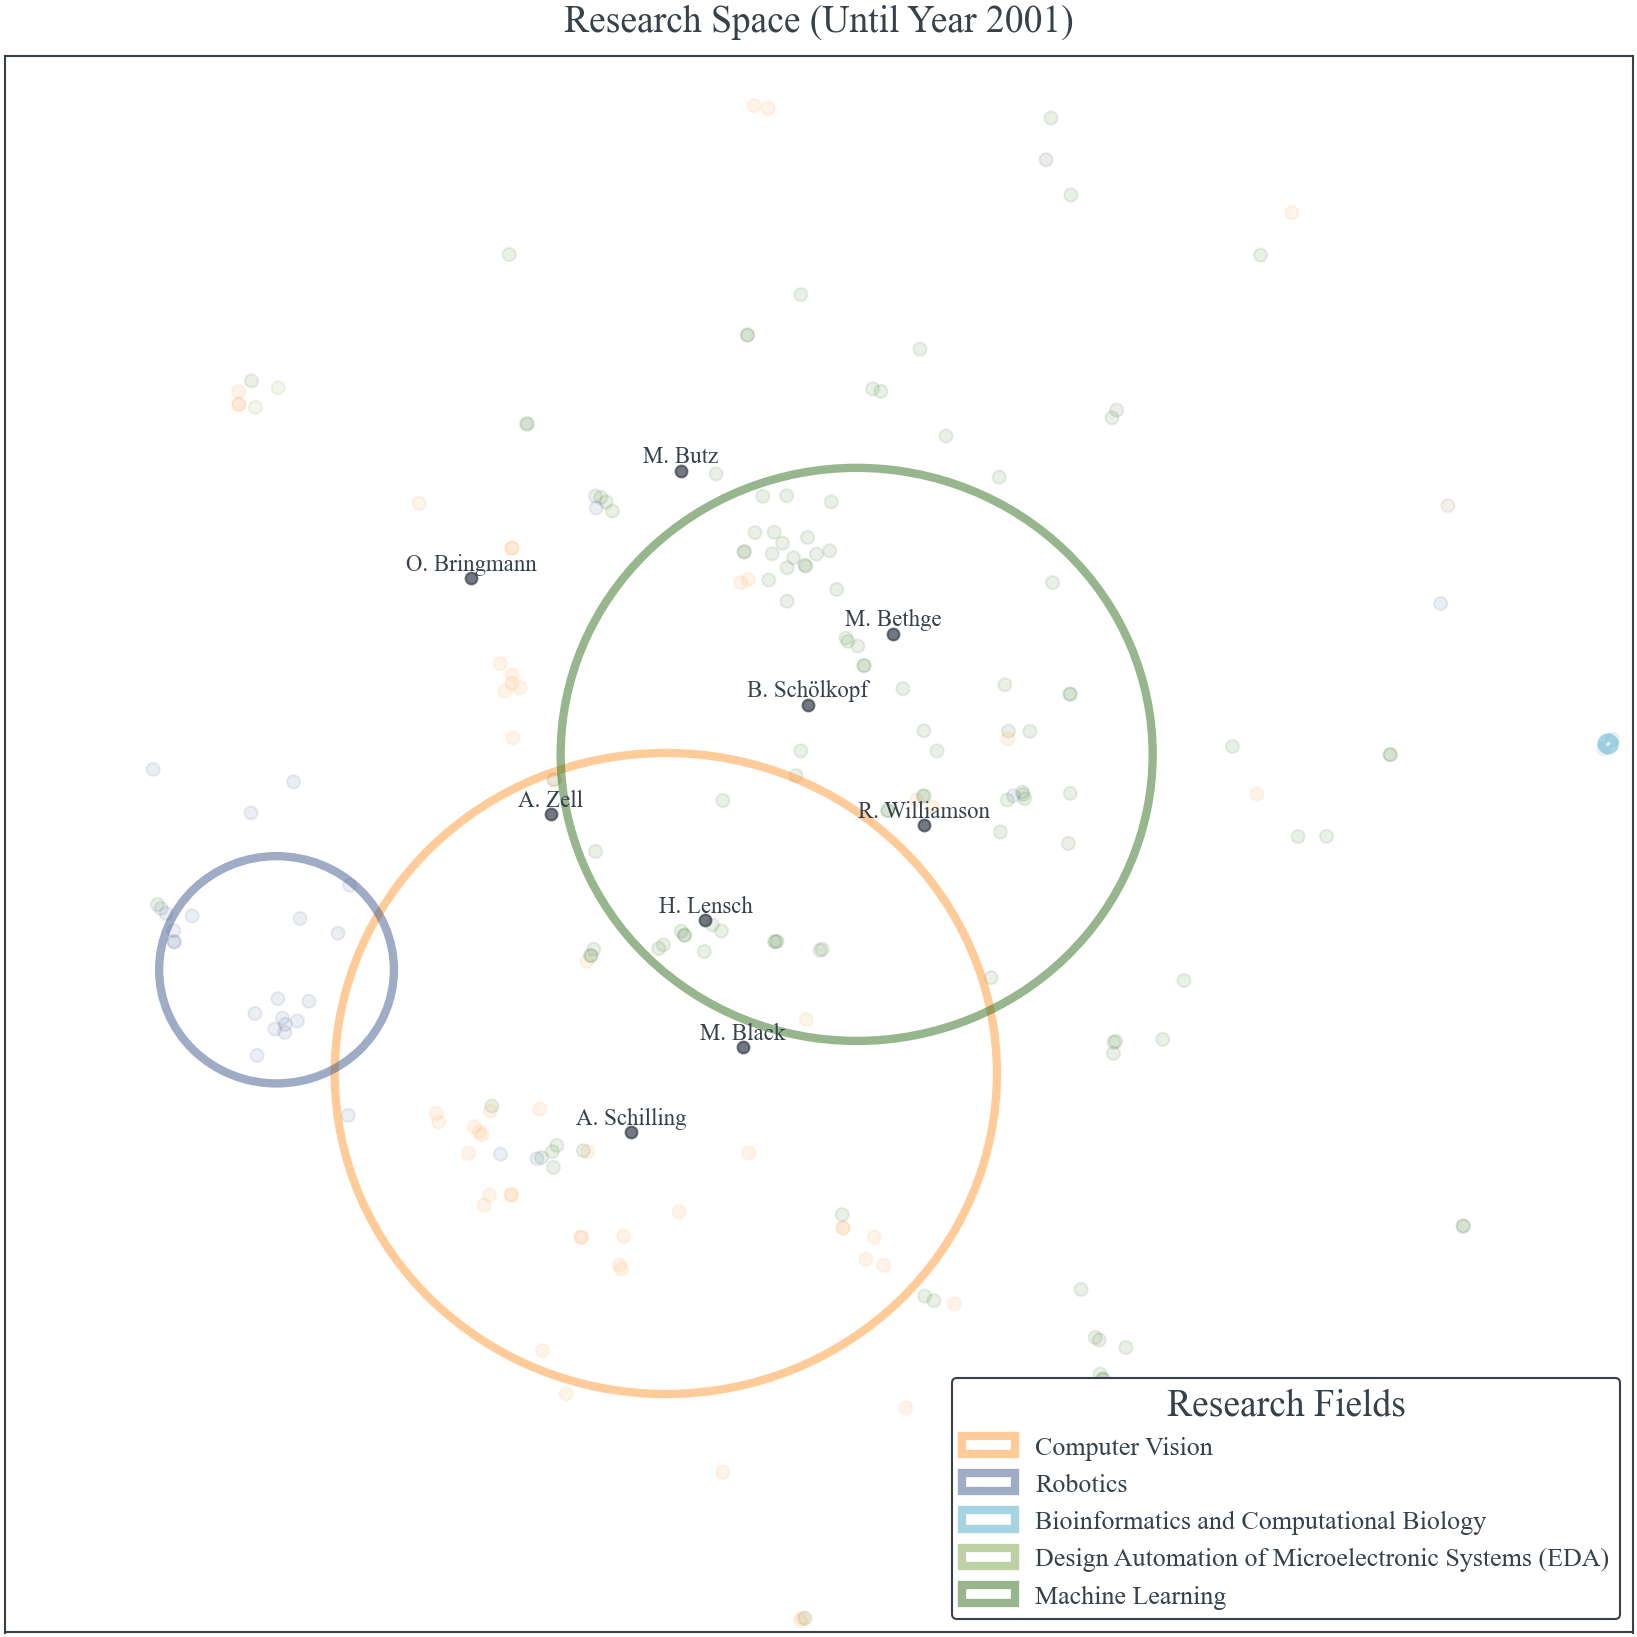 Research Space (Until Year 2001)
M. Butz
O. Bringmann
M. Bethge
B. Schölkopf
A. Zell
R. Williamson
H. Lensch
M. Black
A. Schilling
Research Fields
Computer Vision
Robotics
Bioinformatics and Computational Biology
Design Automation of Microelectronic Systems (EDA)
Machine Learning